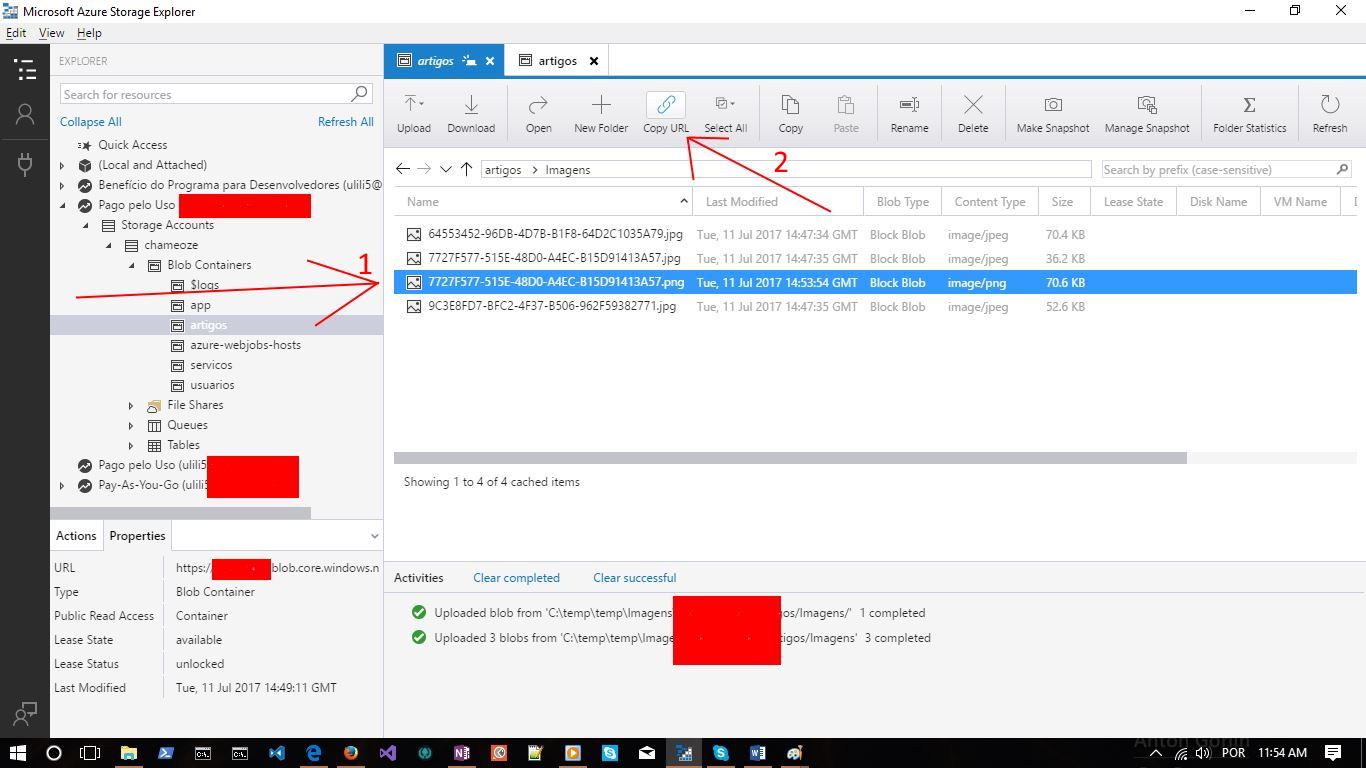 Microsoft Azure Storage Explorer
Edit View Help
EXPLORER
Search for resources
Collapse All Refresh All
Quick Access
(Local and Attached)
Benefício do Programa para Desenvolvedores (ulili5@
Pago pelo Uso
Storage Accounts
chameoze
Blob Containers
$logs
app
artigos
azure-webjobs-hosts
servicos
usuarios
File Shares
Queues
Tables
Pago pelo Uso (ulili5
Pay-As-You-Go (ulili5
1
Actions Properties
URL https:// blob.core.windows.n
Type Blob Container
Public Read Access Container
Lease State available
Lease Status unlocked
Last Modified Tue, 11 Jul 2017 14:49:11 GMT
artigos artigos
Upload Download Open New Folder Copy URL Select All Copy Paste Rename Delete Make Snapshot Manage Snapshot Folder Statistics Refresh
2
artigos Imagens Search by prefix (case-sensitive)
Name Last Modified Blob Type Content Type Size Lease State Disk Name VM Name D
64553452-96DB-4D7B-B1F8-64D2C1035A79.jpg Tue, 11 Jul 2017 14:47:34 GMT Block Blob image/jpeg 70.4 KB
7727F577-515E-48D0-A4EC-B15D91413A57.jpg Tue, 11 Jul 2017 14:47:35 GMT Block Blob image/jpeg 36.2 KB
7727F577-515E-48D0-A4EC-B15D91413A57.png Tue, 11 Jul 2017 14:53:54 GMT Block Blob image/png 70.6 KB
9C3E8FD7-BFC2-4F37-B506-962F59382771.jpg Tue, 11 Jul 2017 14:47:35 GMT Block Blob image/jpeg 52.6 KB
Showing 1 to 4 of 4 cached items
Activities Clear completed Clear successful
Uploaded blob from 'C:\temp\temp\Imagens' gos/Imagens/' 1 completed
Uploaded 3 blobs from 'C:\temp\temp\Image tigos/Imagens' 3 completed
Anton Gorlin
POR 11:54 AM